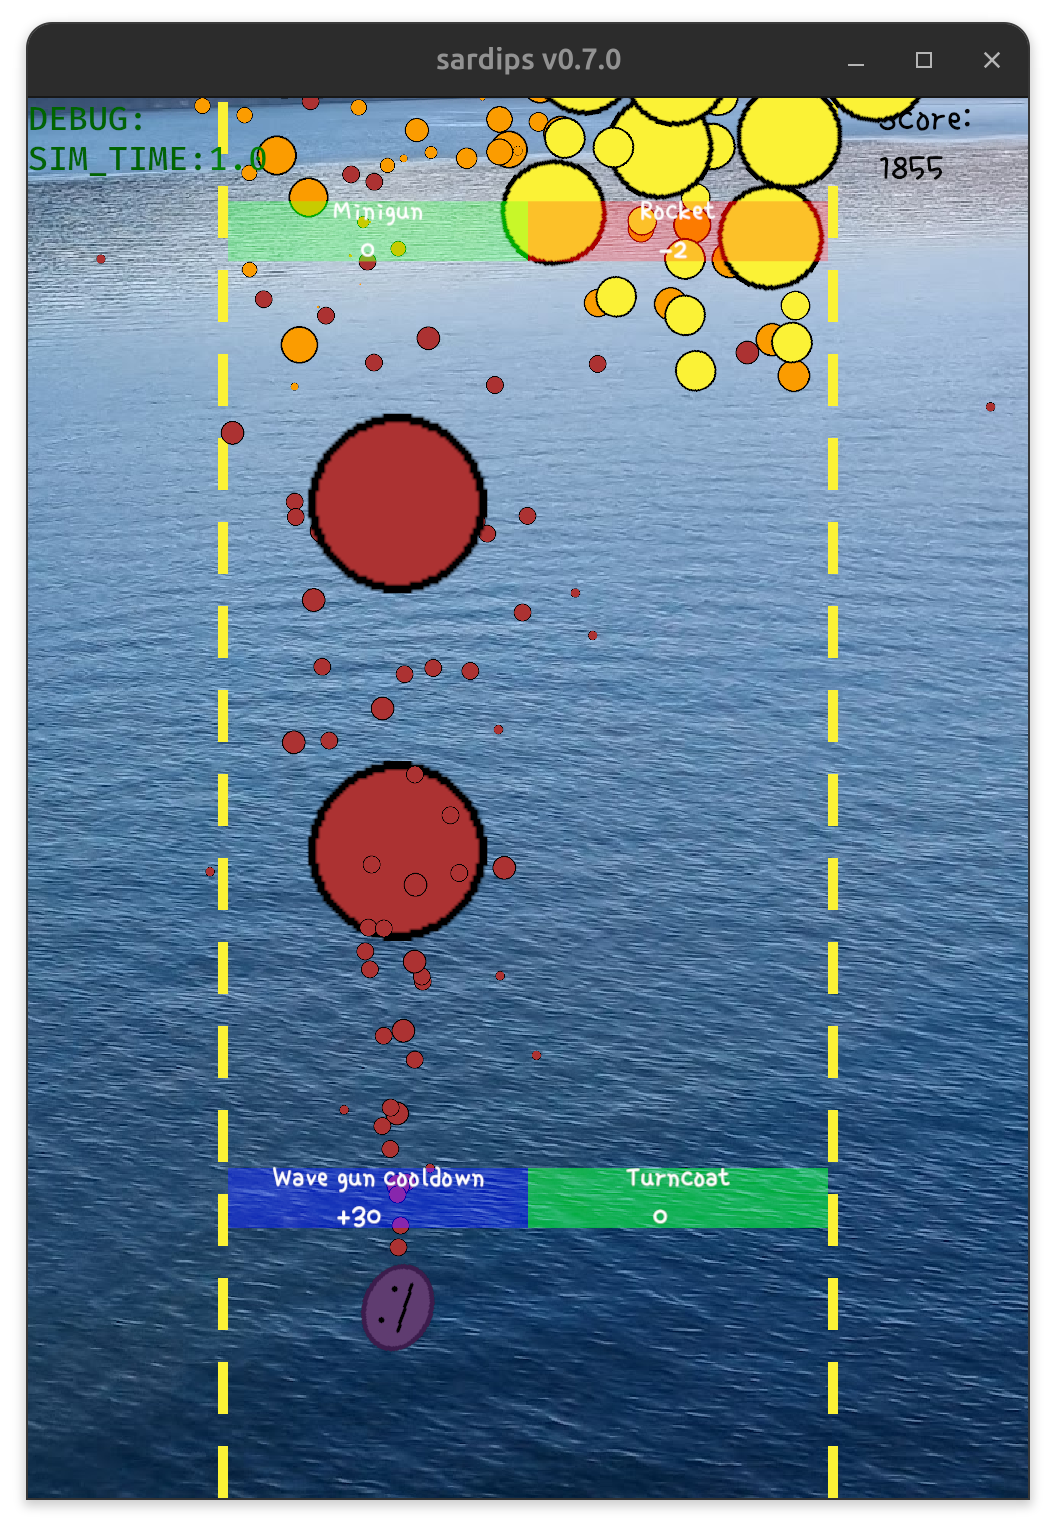 sardips v0.7.0
DEBUG:
SIM_TIME:1.0
Score:
1855
Minigun
0
Rocket
-2
Wave gun cooldown
+30
Turncoat
0